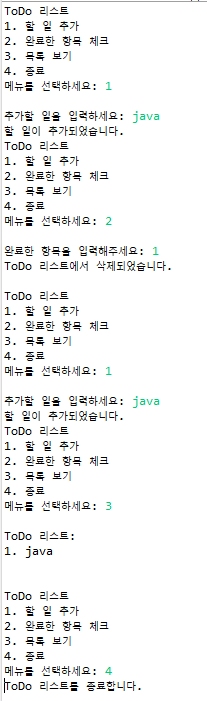 ToDo 리스트
1. 할 일 추가
2. 완료한 항목 체크
3. 목록 보기
4. 종료
메뉴를 선택하세요: 1
추가할 일을 입력하세요: java
할 일이 추가되었습니다.
ToDo 리스트
1. 할 일 추가
2. 완료한 항목 체크
3. 목록 보기
4. 종료
메뉴를 선택하세요: 2
완료한 항목을 입력해주세요: 1
ToDo 리스트에서 삭제되었습니다.
ToDo 리스트
1. 할 일 추가
2. 완료한 항목 체크
3. 목록 보기
4. 종료
메뉴를 선택하세요: 1
추가할 일을 입력하세요: java
할 일이 추가되었습니다.
ToDo 리스트
1. 할 일 추가
2. 완료한 항목 체크
3. 목록 보기
4. 종료
메뉴를 선택하세요: 3
ToDo 리스트:
1. java
ToDo 리스트
1. 할 일 추가
2. 완료한 항목 체크
3. 목록 보기
4. 종료
메뉴를 선택하세요: 4
ToDo 리스트를 종료합니다.